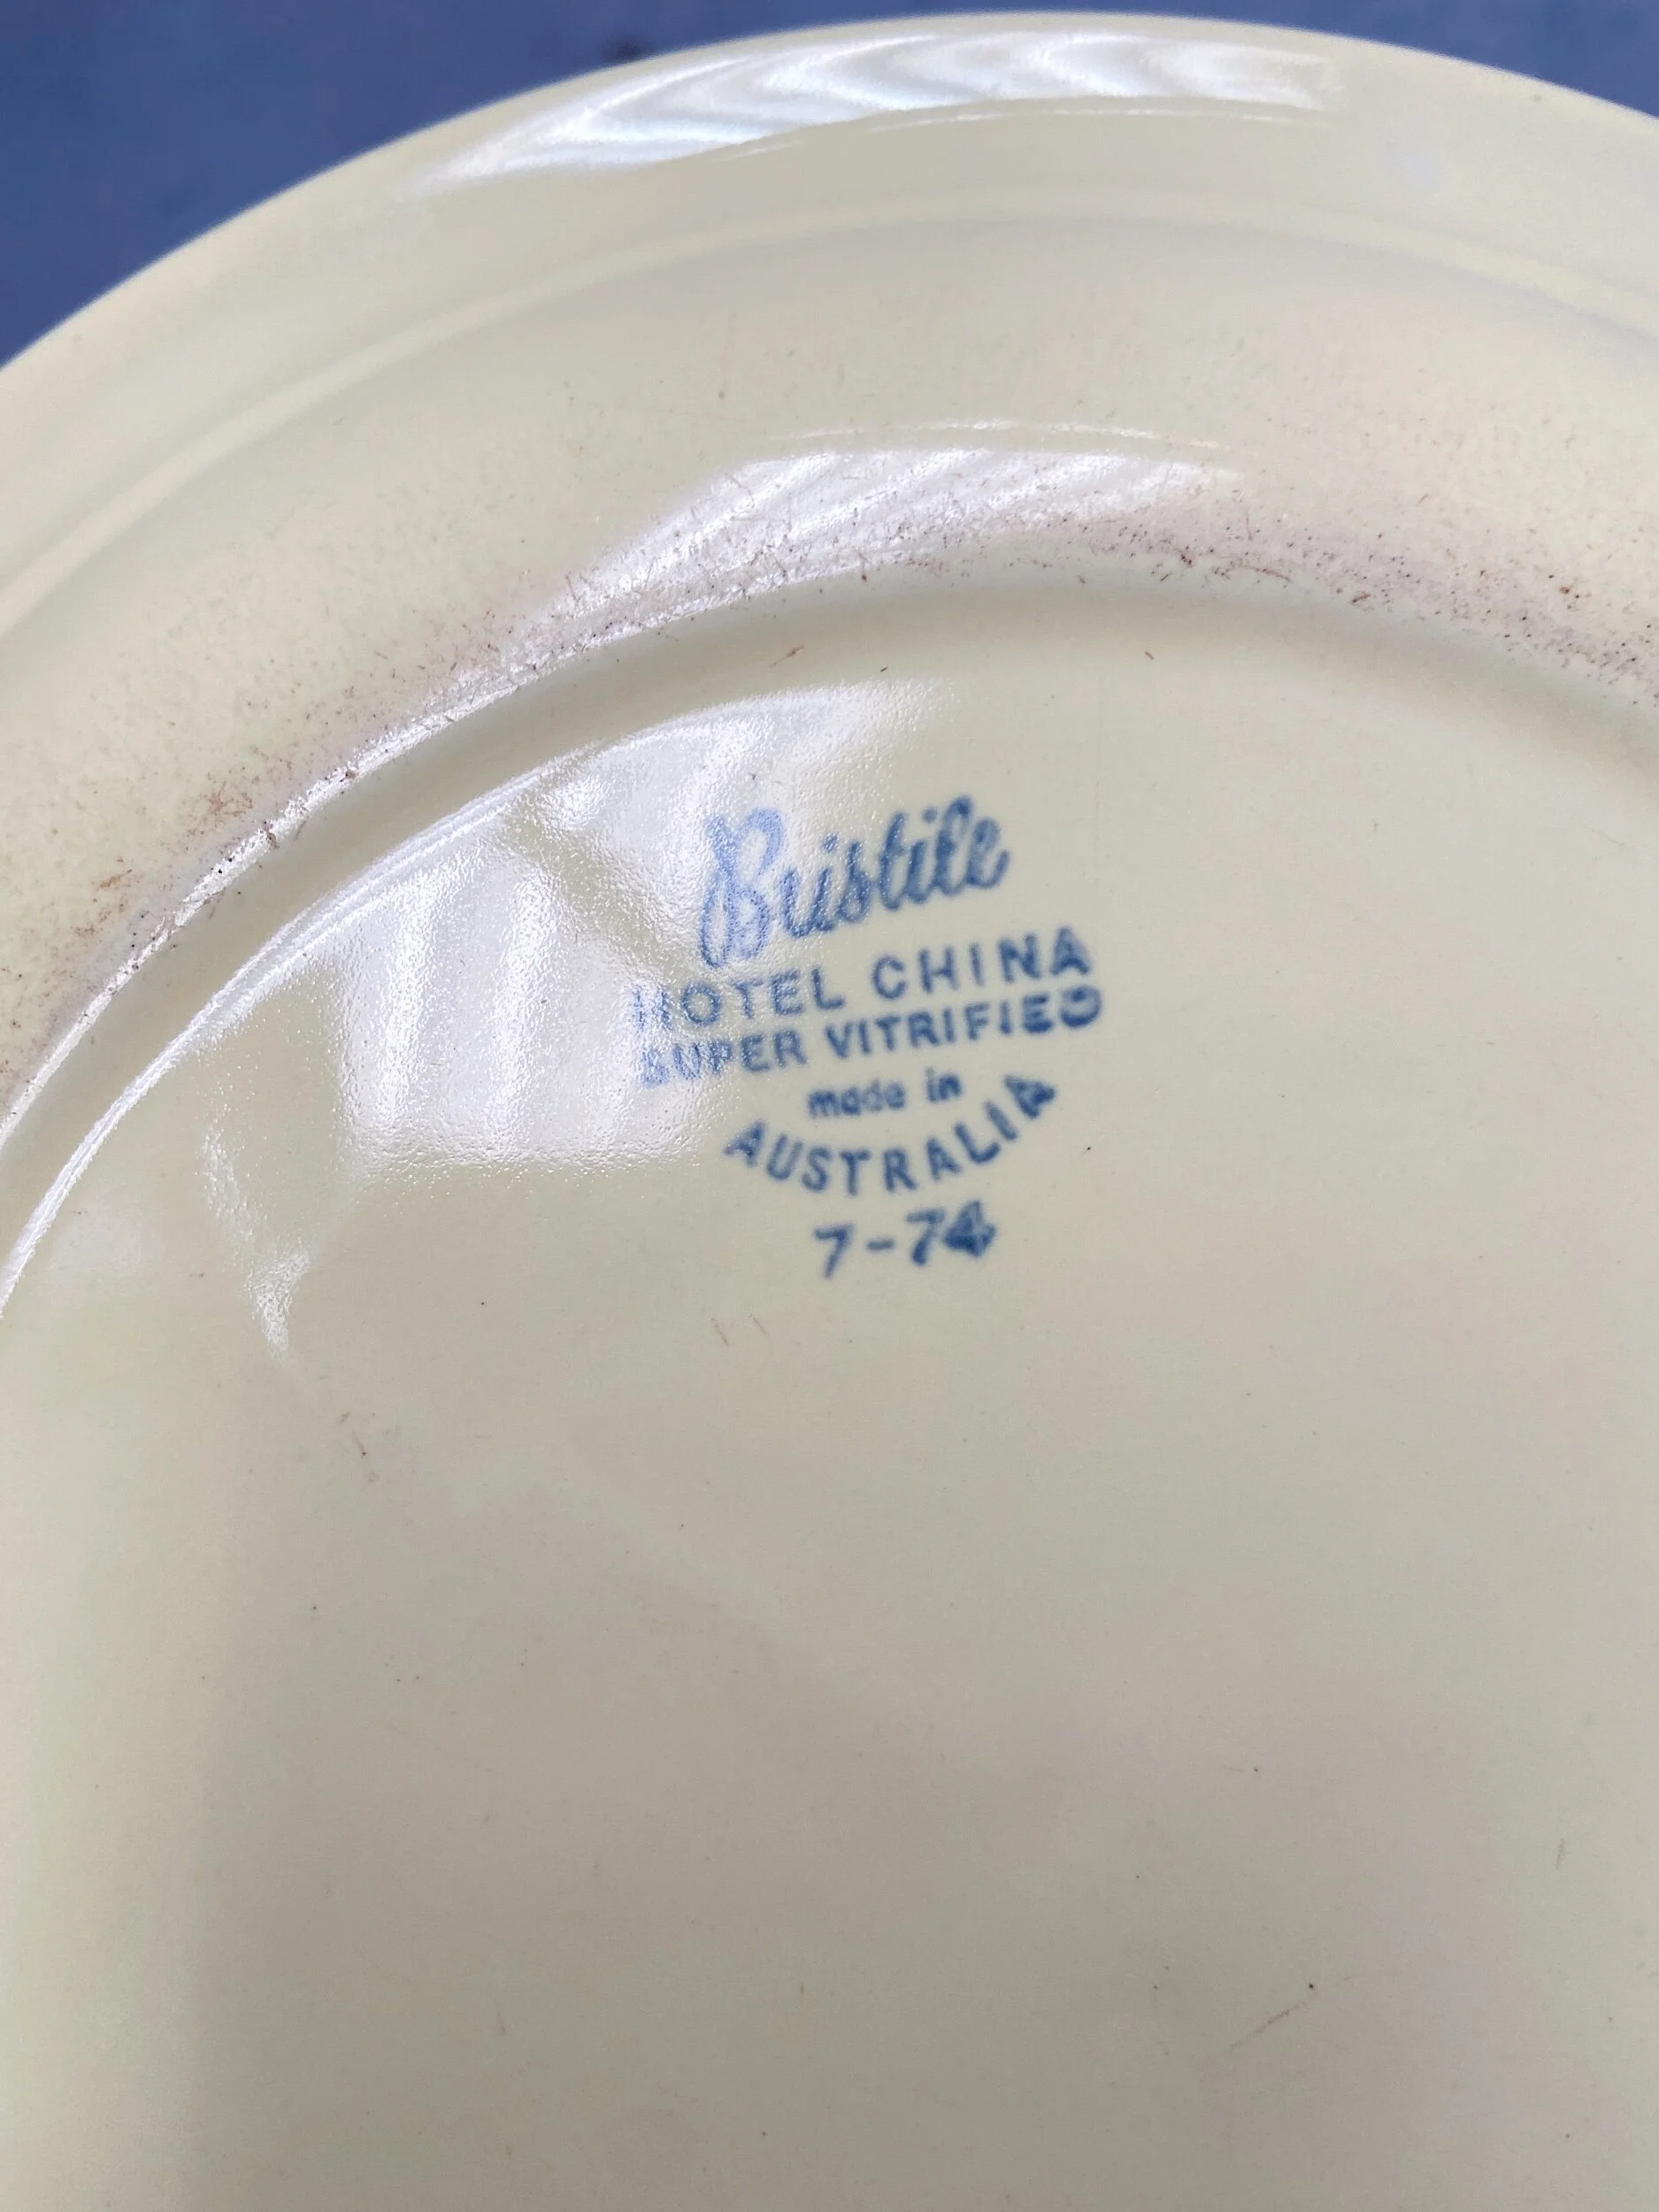 Bristile
HOTEL CHINA
SUPER VITRIFIED
made in
AUSTRALIA
7-74